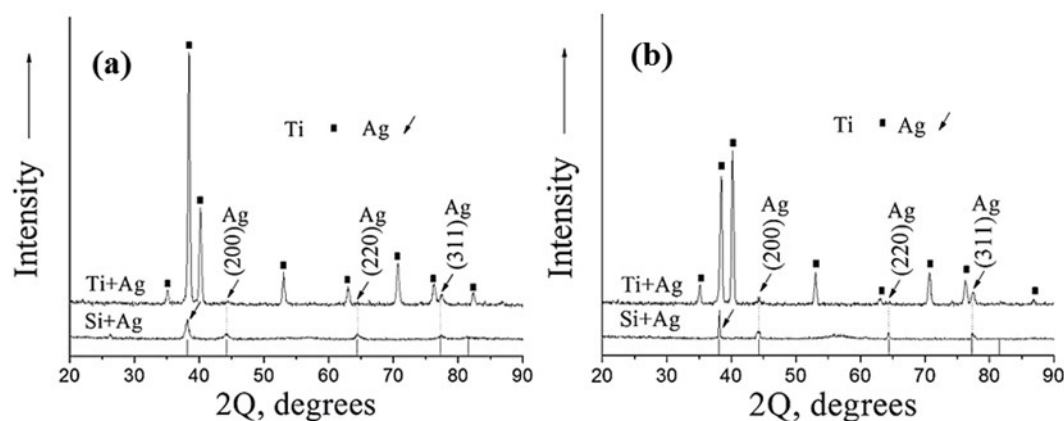 (a)
Ti Ag
Ag
(200)
Ag
(220)
Ag
(311)
Ti+Ag
Si+Ag
Intensity
20 30 40 50 60 70 80 90
2Q, degrees
(b)
Ti Ag
Ag
(200)
Ag
(220)
Ag
(311)
Ti+Ag
Si+Ag
Intensity
20 30 40 50 60 70 80 90
2Q, degrees